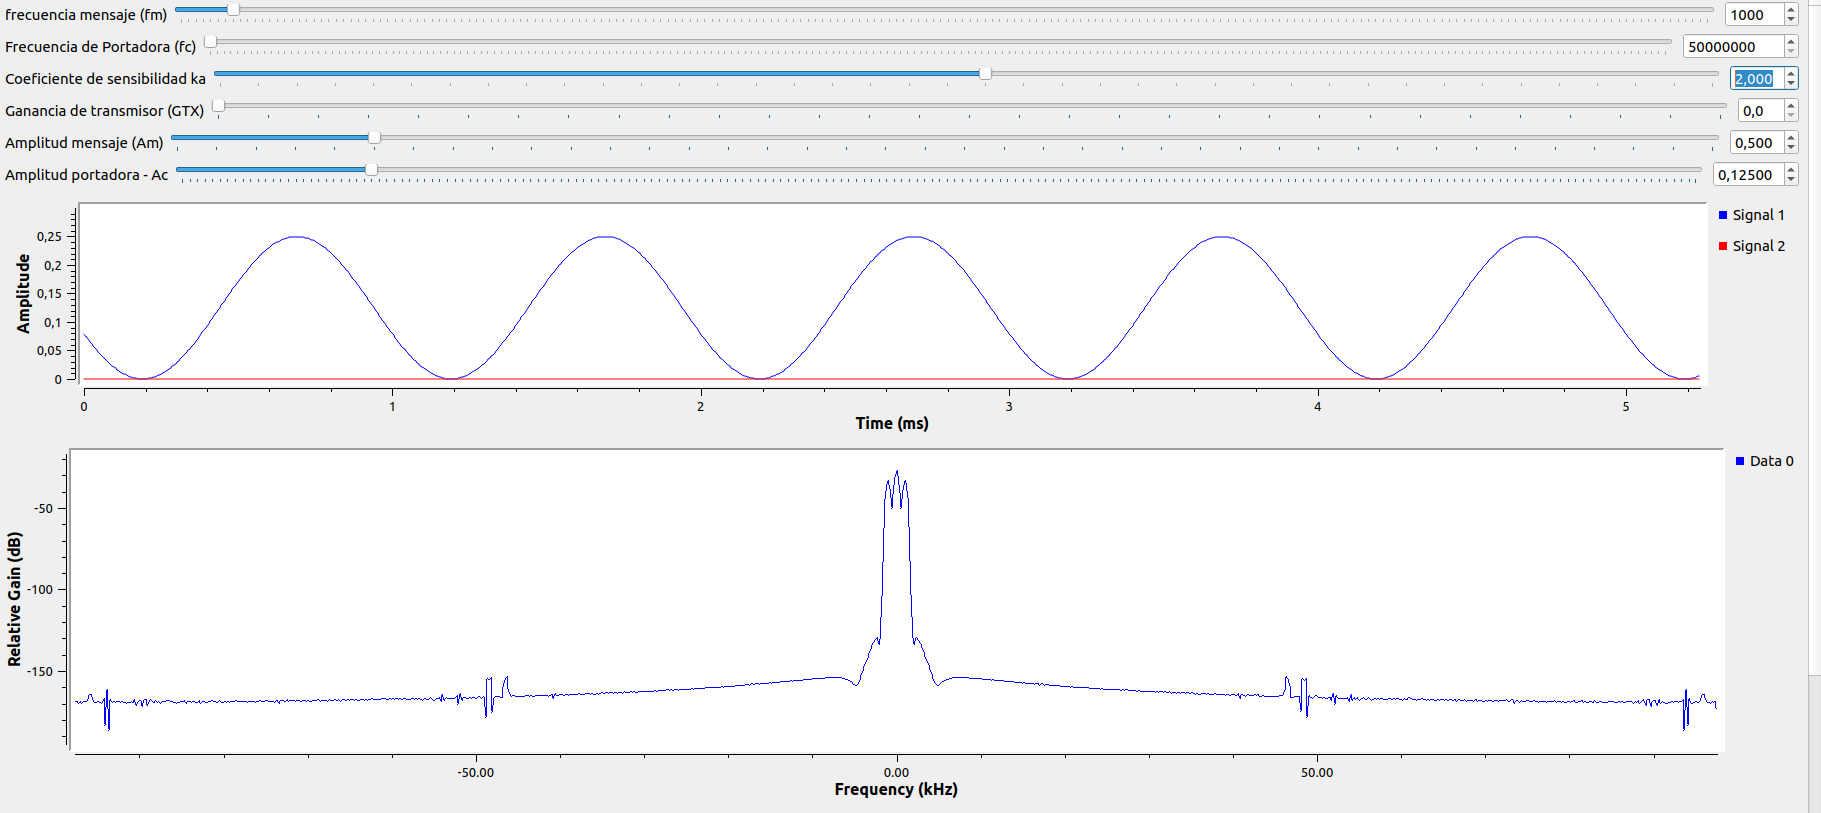 frecuencia mensaje (fm) 1000
Frecuencia de Portadora (fc) 50000000
Coeficiente de sensibilidad ka 2,000
Ganancia de transmisor (GTX) 0,0
Amplitud mensaje (Am) 0,500
Amplitud portadora - Ac 0,12500
Signal 1
Signal 2
Amplitude
0,25
0,2
0,15
0,1
0,05
0
0 1 2 3 4 5
Time (ms)
Data 0
Relative Gain (dB)
-50
-100
-150
-50.00 0.00 50.00
Frequency (kHz)